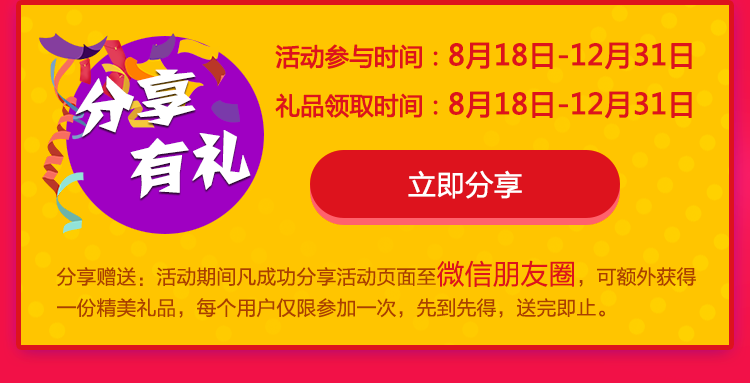 分享
有礼
活动参与时间：8月18日-12月31日
礼品领取时间：8月18日-12月31日
立即分享
分享赠送：活动期间凡成功分享活动页面至微信朋友圈，可额外获得
一份精美礼品，每个用户仅限参加一次，先到先得，送完即止。